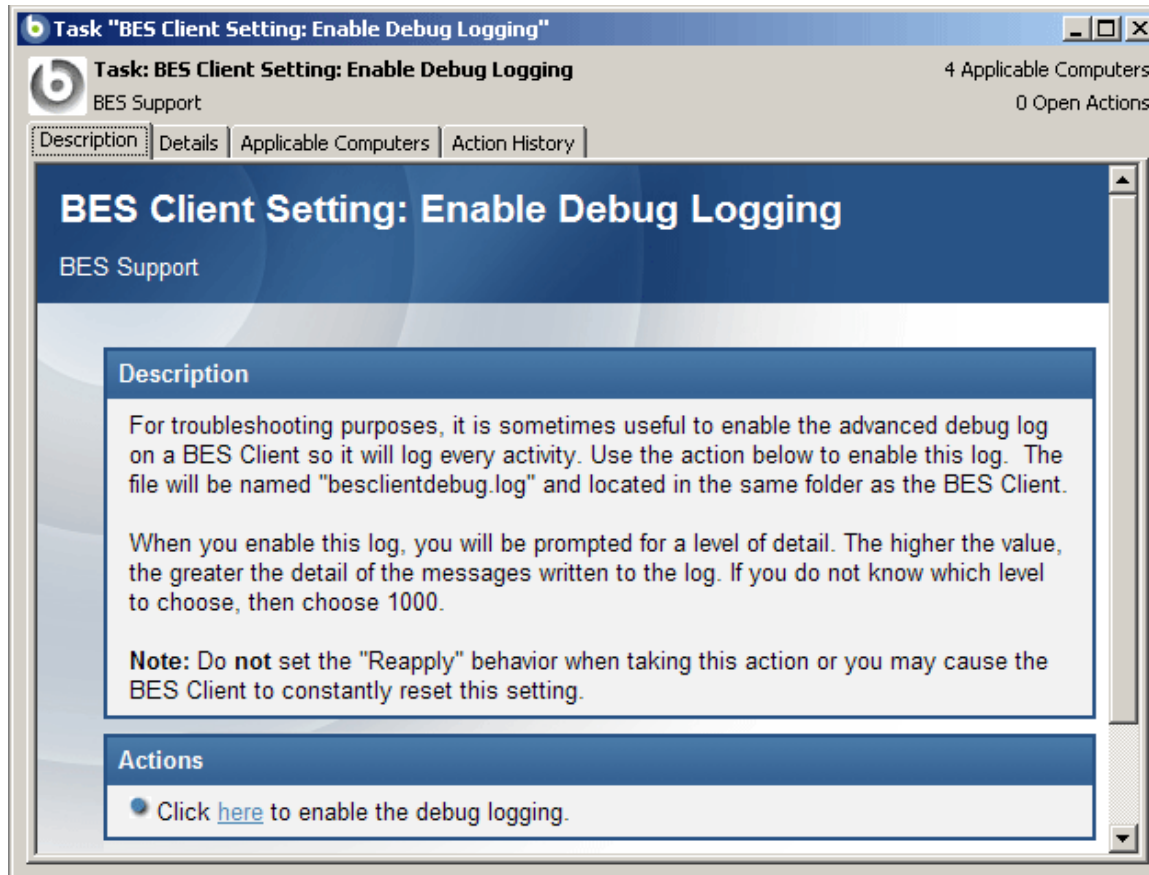 Task "BES Client Setting: Enable Debug Logging"
Task: BES Client Setting: Enable Debug Logging
4 Applicable Computers
BES Support
0 Open Actions
Description Details Applicable Computers Action History
BES Client Setting: Enable Debug Logging
BES Support
Description
For troubleshooting purposes, it is sometimes useful to enable the advanced debug log
on a BES Client so it will log every activity. Use the action below to enable this log. The
file will be named "besclientdebug.log" and located in the same folder as the BES Client.
When you enable this log, you will be prompted for a level of detail. The higher the value,
the greater the detail of the messages written to the log. If you do not know which level
to choose, then choose 1000.
Note: Do not set the "Reapply" behavior when taking this action or you may cause the
BES Client to constantly reset this setting.
Actions
Click here to enable the debug logging.